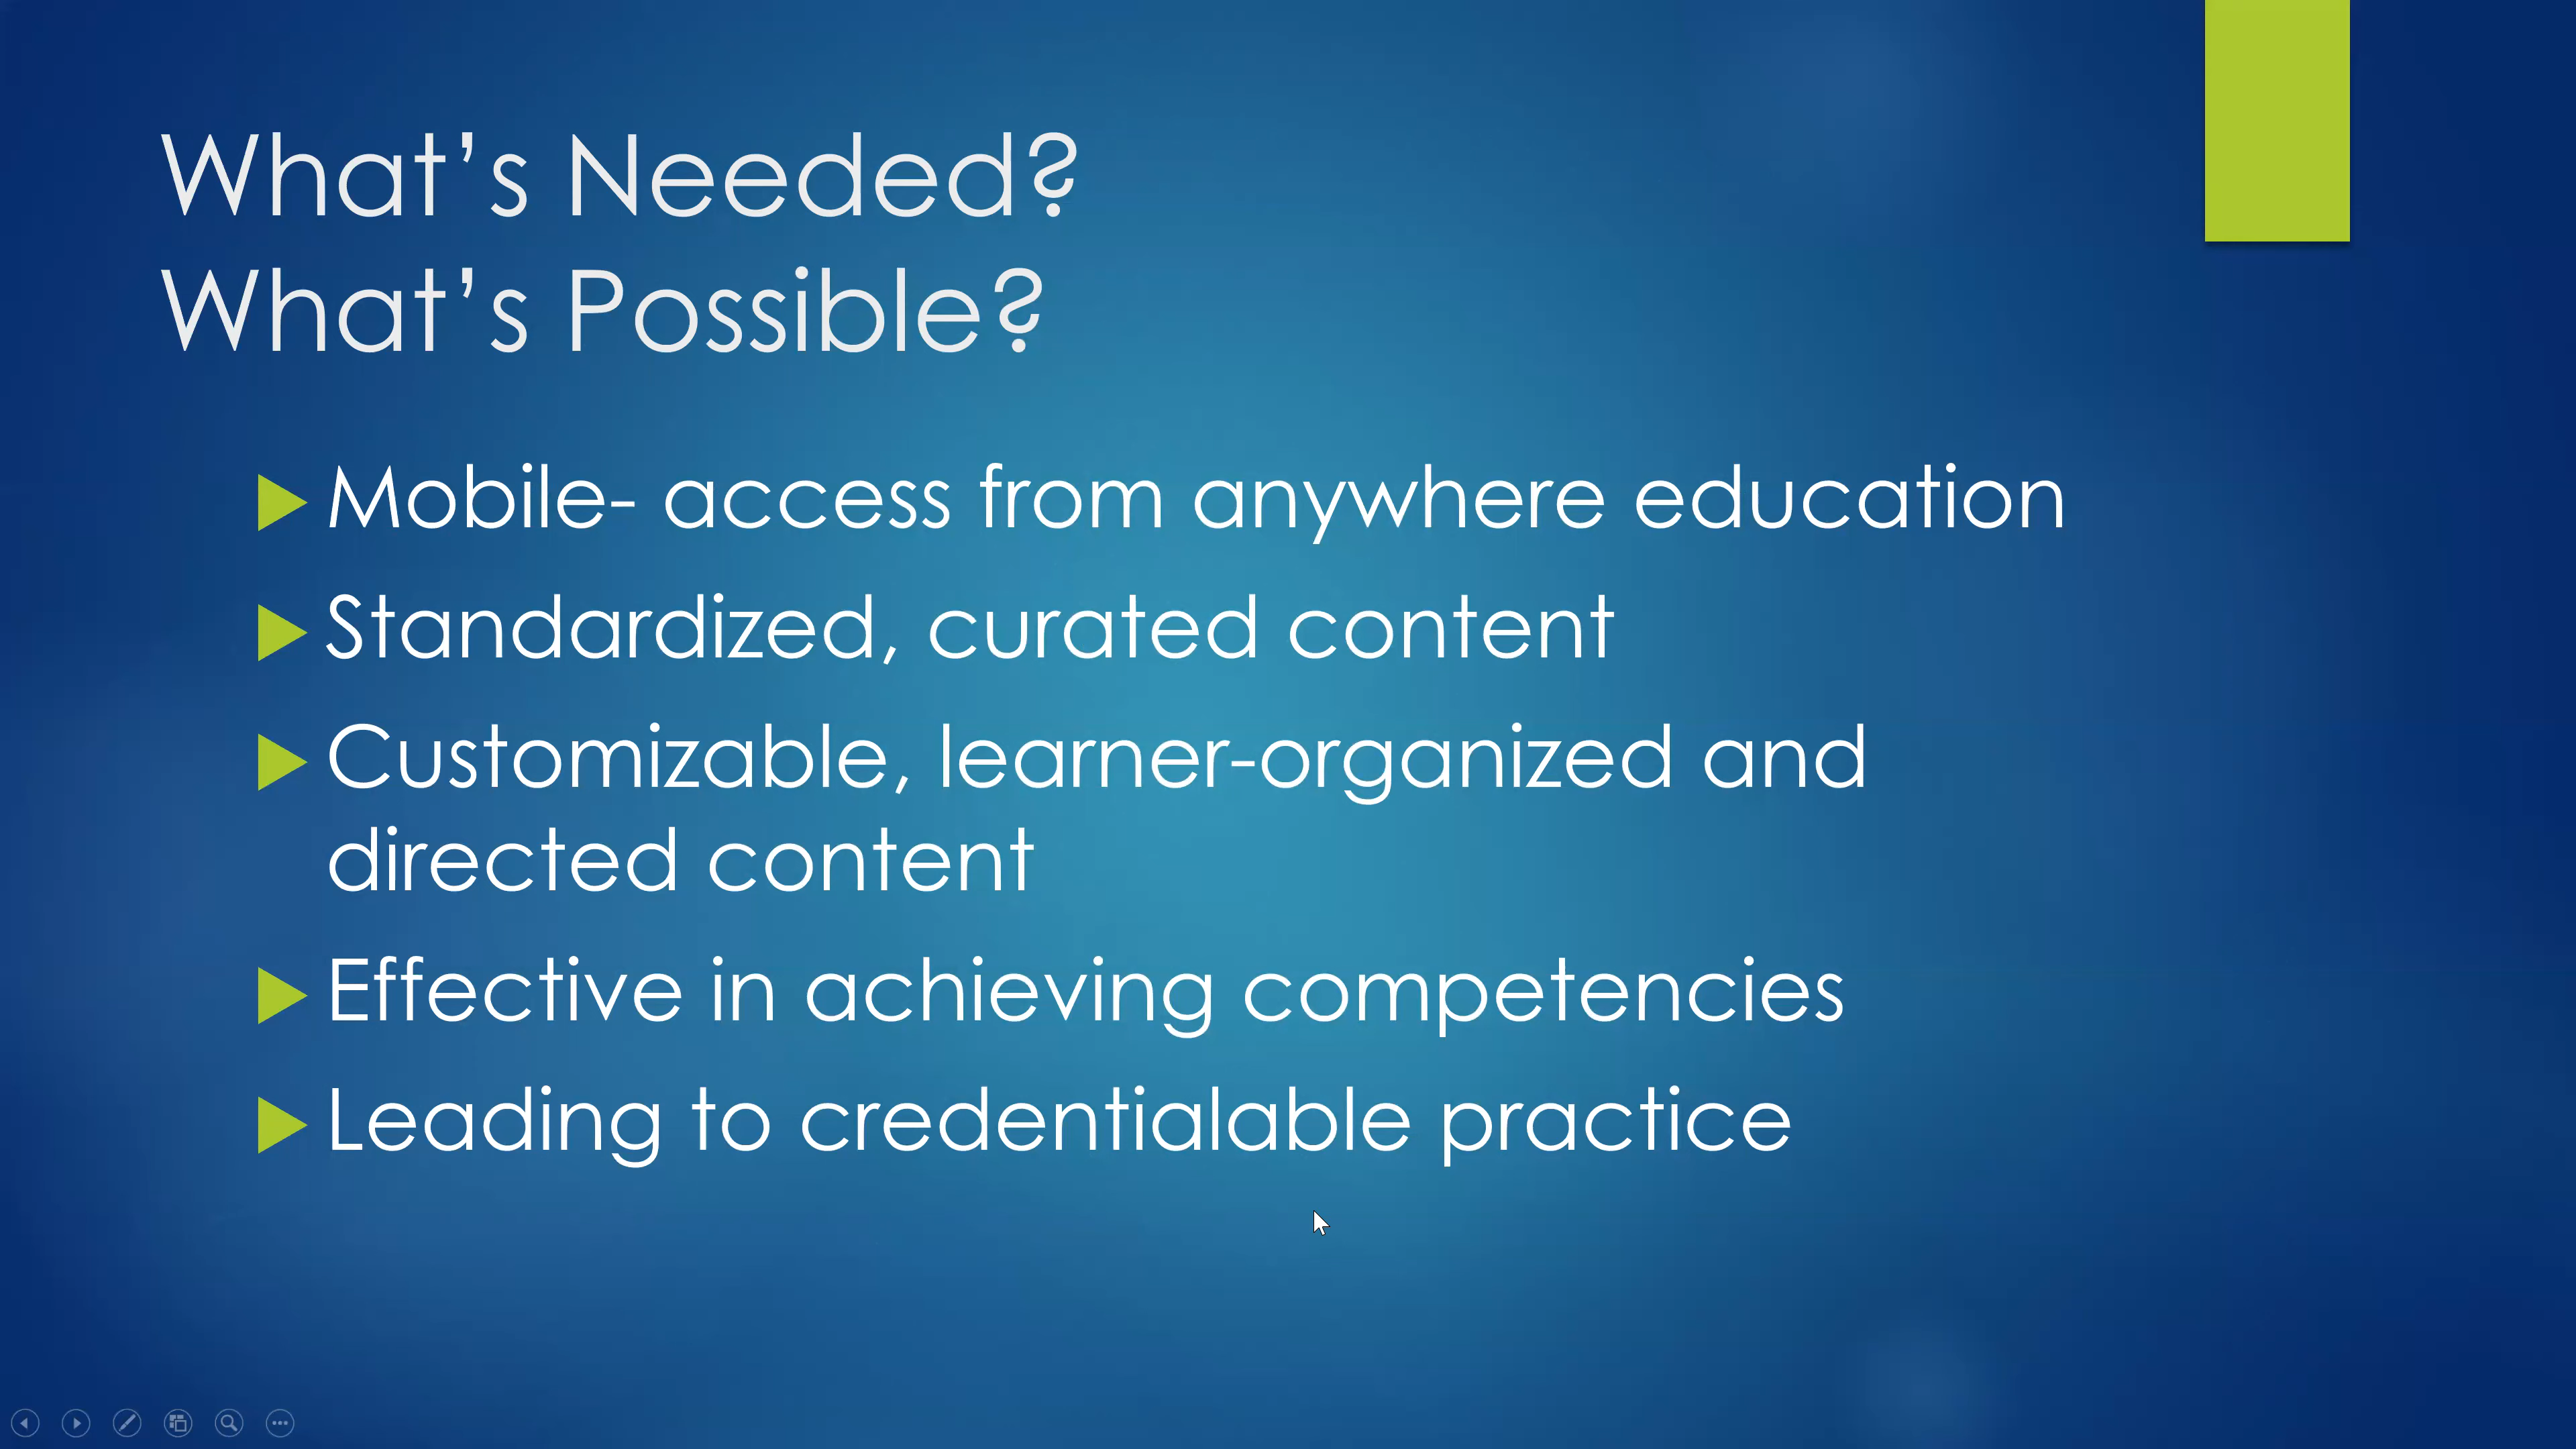 What’s Needed?
What’s Possible?
Mobile- access from anywhere education
Standardized, curated content
Customizable, learner-organized and
directed content
Effective in achieving competencies
Leading to credentialable practice